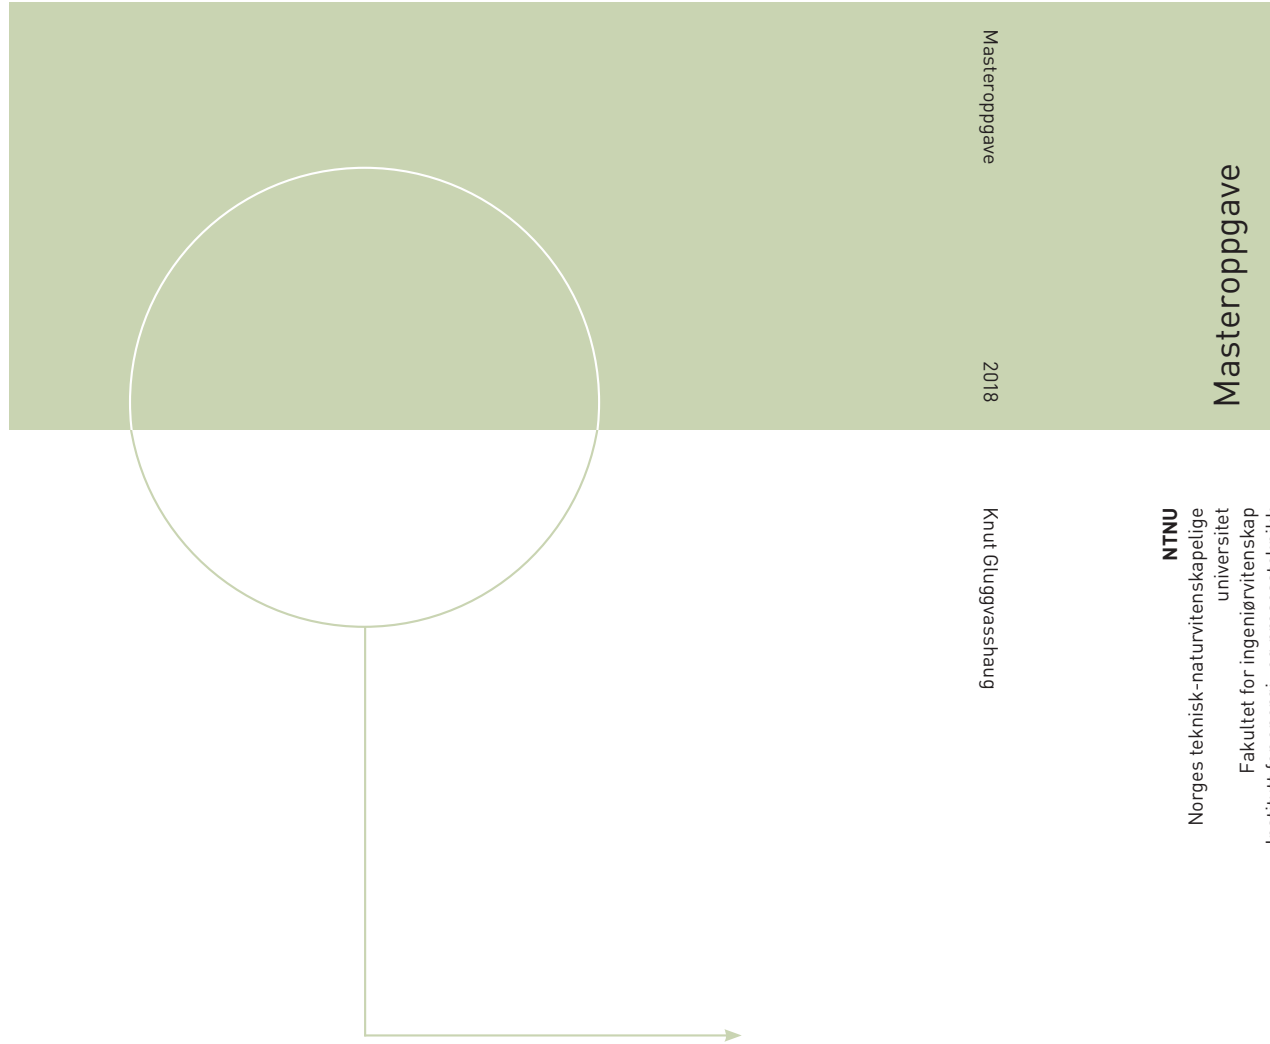 Masteroppgave
2018
Knut Gluggvasshaug
Masteroppgave
NTNU
Norges teknisk-naturvitenskapelige
universitet
Fakultet for ingeniørvitenskap